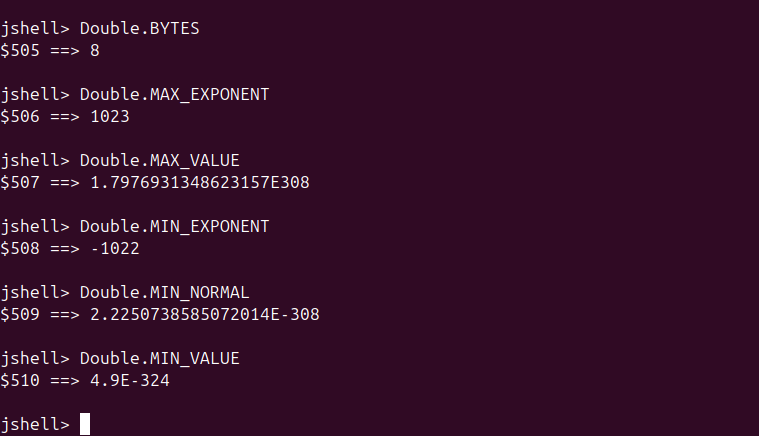 jshell> Double.BYTES
$505 ==> 8
jshell> Double.MAX_EXPONENT
$506 ==> 1023
jshell> Double.MAX_VALUE
$507 ==> 1.7976931348623157E308
jshell> Double.MIN_EXPONENT
$508 ==> -1022
jshell> Double.MIN_NORMAL
$509 ==> 2.2250738585072014E-308
jshell> Double.MIN_VALUE
$510 ==> 4.9E-324
jshell>